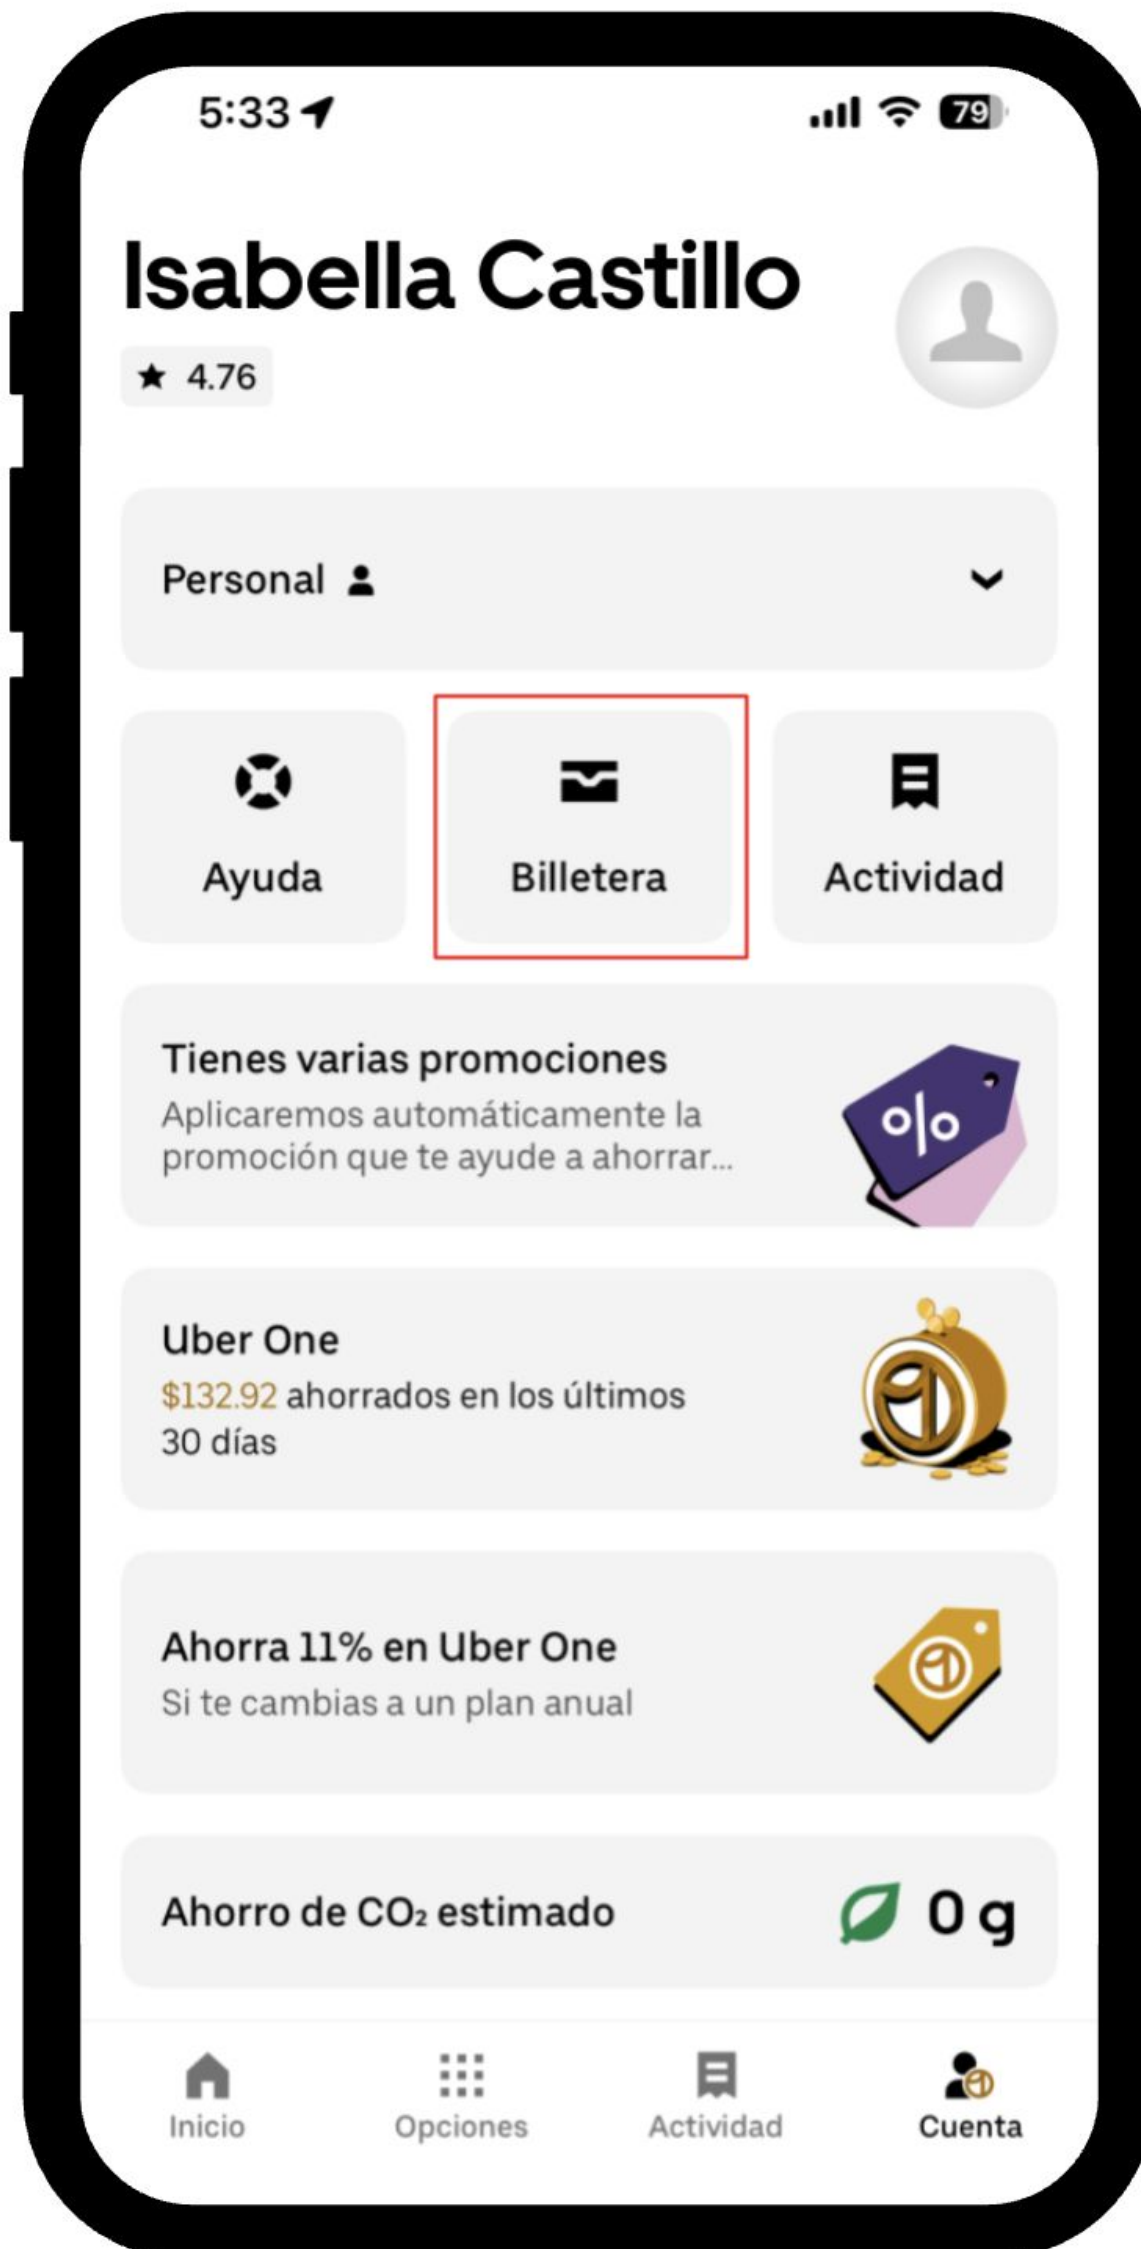 5:33
79
Isabella Castillo
★ 4.76
Personal
Ayuda
Billetera
Actividad
Tienes varias promociones
Aplicaremos automáticamente la
promoción que te ayude a ahorrar...
%
Uber One
$132.92 ahorrados en los últimos
30 días
Ahorra 11% en Uber One
Si te cambias a un plan anual
Ahorro de CO₂ estimado
0 g
Inicio
Opciones
Actividad
Cuenta